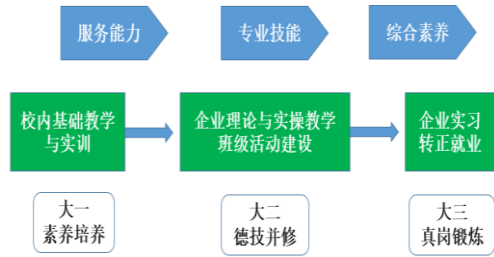 服务能力
专业技能
综合素养
校内基础教学
与实训
企业理论与实操教学
班级活动建设
企业实习
转正就业
大一
素养培养
大二
德技并修
大三
真岗锻炼